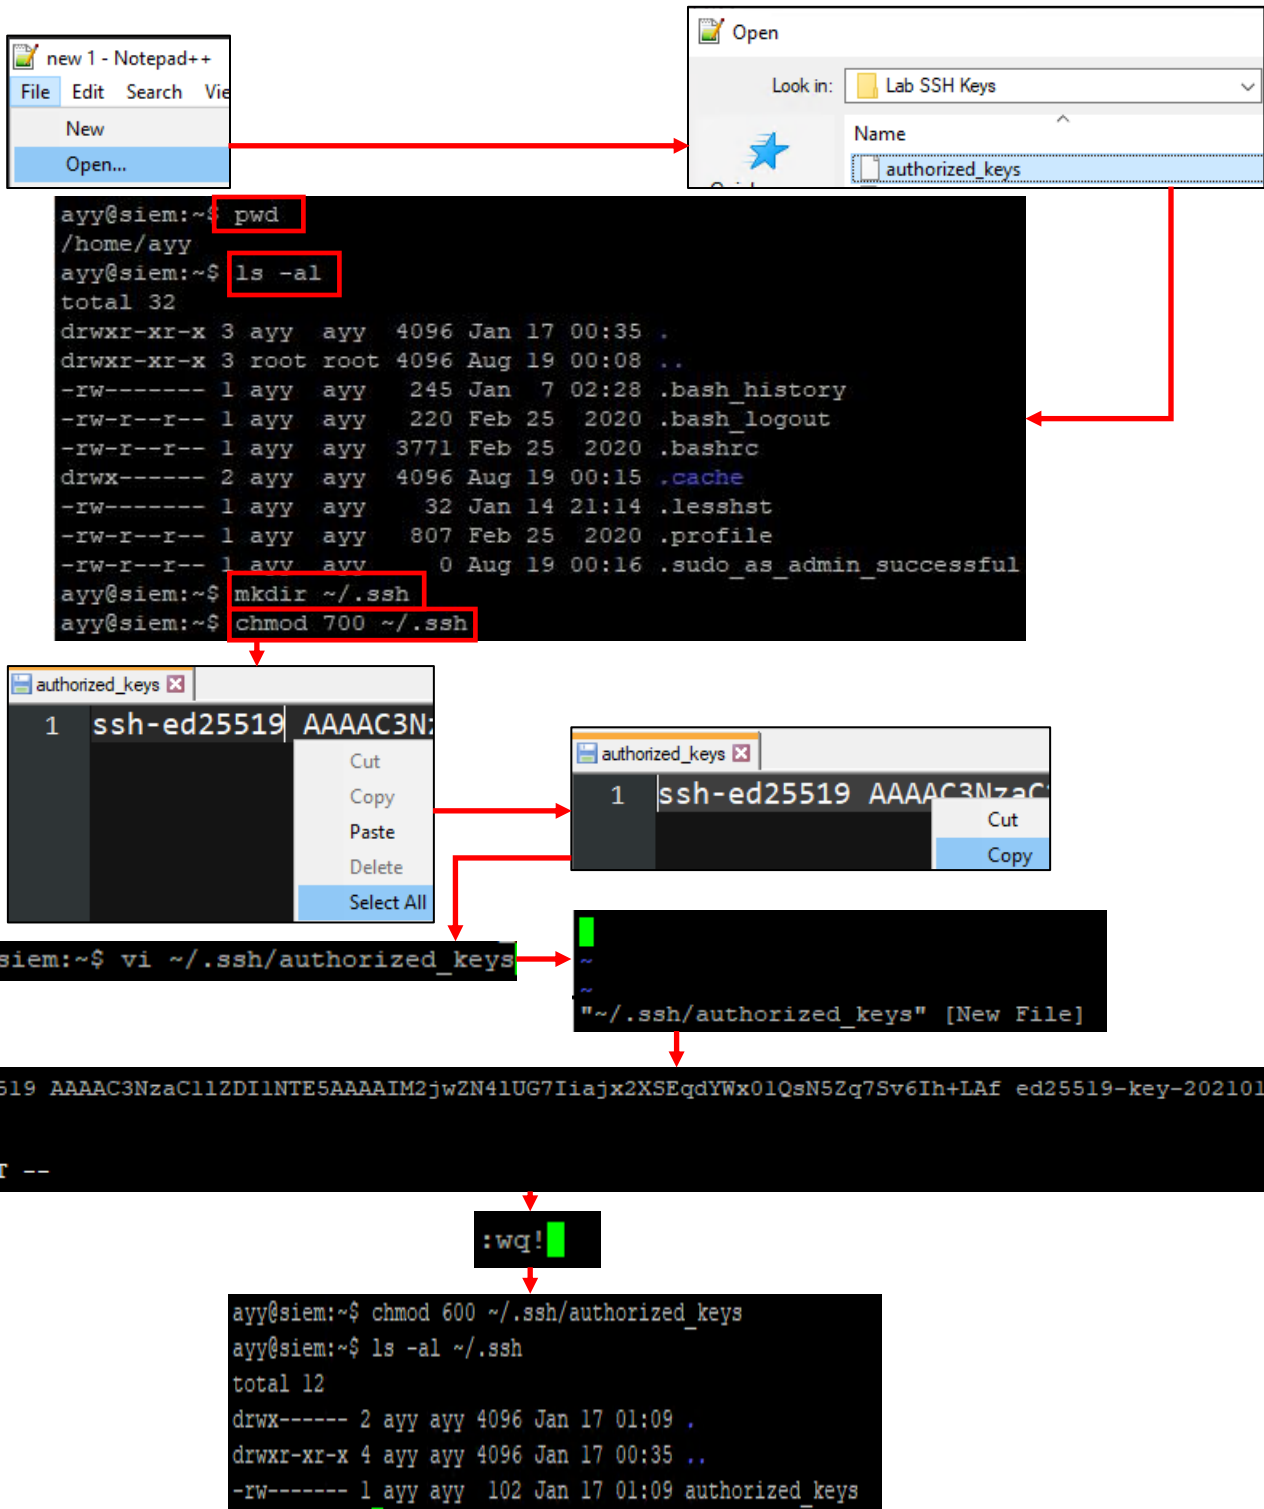 new 1 - Notepad++
File Edit Search Vie
New
Open...
Open
Look in: Lab SSH Keys
Name
authorized_keys
ayy@siem:~$ pwd
/home/ayy
ayy@siem:~$ ls -al
total 32
drwxr-xr-x 3 ayy ayy 4096 Jan 17 00:35 .
drwxr-xr-x 3 root root 4096 Aug 19 00:08 ..
-rw------- 1 ayy ayy 245 Jan 7 02:28 .bash_history
-rw-r--r-- 1 ayy ayy 220 Feb 25 2020 .bash_logout
-rw-r--r-- 1 ayy ayy 3771 Feb 25 2020 .bashrc
drwx------ 2 ayy ayy 4096 Aug 19 00:15 .cache
-rw------- 1 ayy ayy 32 Jan 14 21:14 .lesshst
-rw-r--r-- 1 ayy ayy 807 Feb 25 2020 .profile
-rw-r--r-- 1 ayy ayy 0 Aug 19 00:16 .sudo_as_admin_successful
ayy@siem:~$ mkdir ~/.ssh
ayy@siem:~$ chmod 700 ~/.ssh
authorized_keys
1 ssh-ed25519 AAAAC3Nz
Cut
Copy
Paste
Delete
Select All
authorized_keys
1 ssh-ed25519 AAAAC3NzaC
Cut
Copy
siem:~$ vi ~/.ssh/authorized_keys
~
~
"~/.ssh/authorized_keys" [New File]
519 AAAAC3NzaC1lZDI1NTE5AAAAIM2jwZN4lUG7Iiajx2XSEqdYWx0lQsN5Zq7Sv6Ih+LAf ed25519-key-202101
T --
:wq!
ayy@siem:~$ chmod 600 ~/.ssh/authorized_keys
ayy@siem:~$ ls -al ~/.ssh
total 12
drwx------ 2 ayy ayy 4096 Jan 17 01:09 .
drwxr-xr-x 4 ayy ayy 4096 Jan 17 00:35 ..
-rw------- 1 ayy ayy 102 Jan 17 01:09 authorized_keys